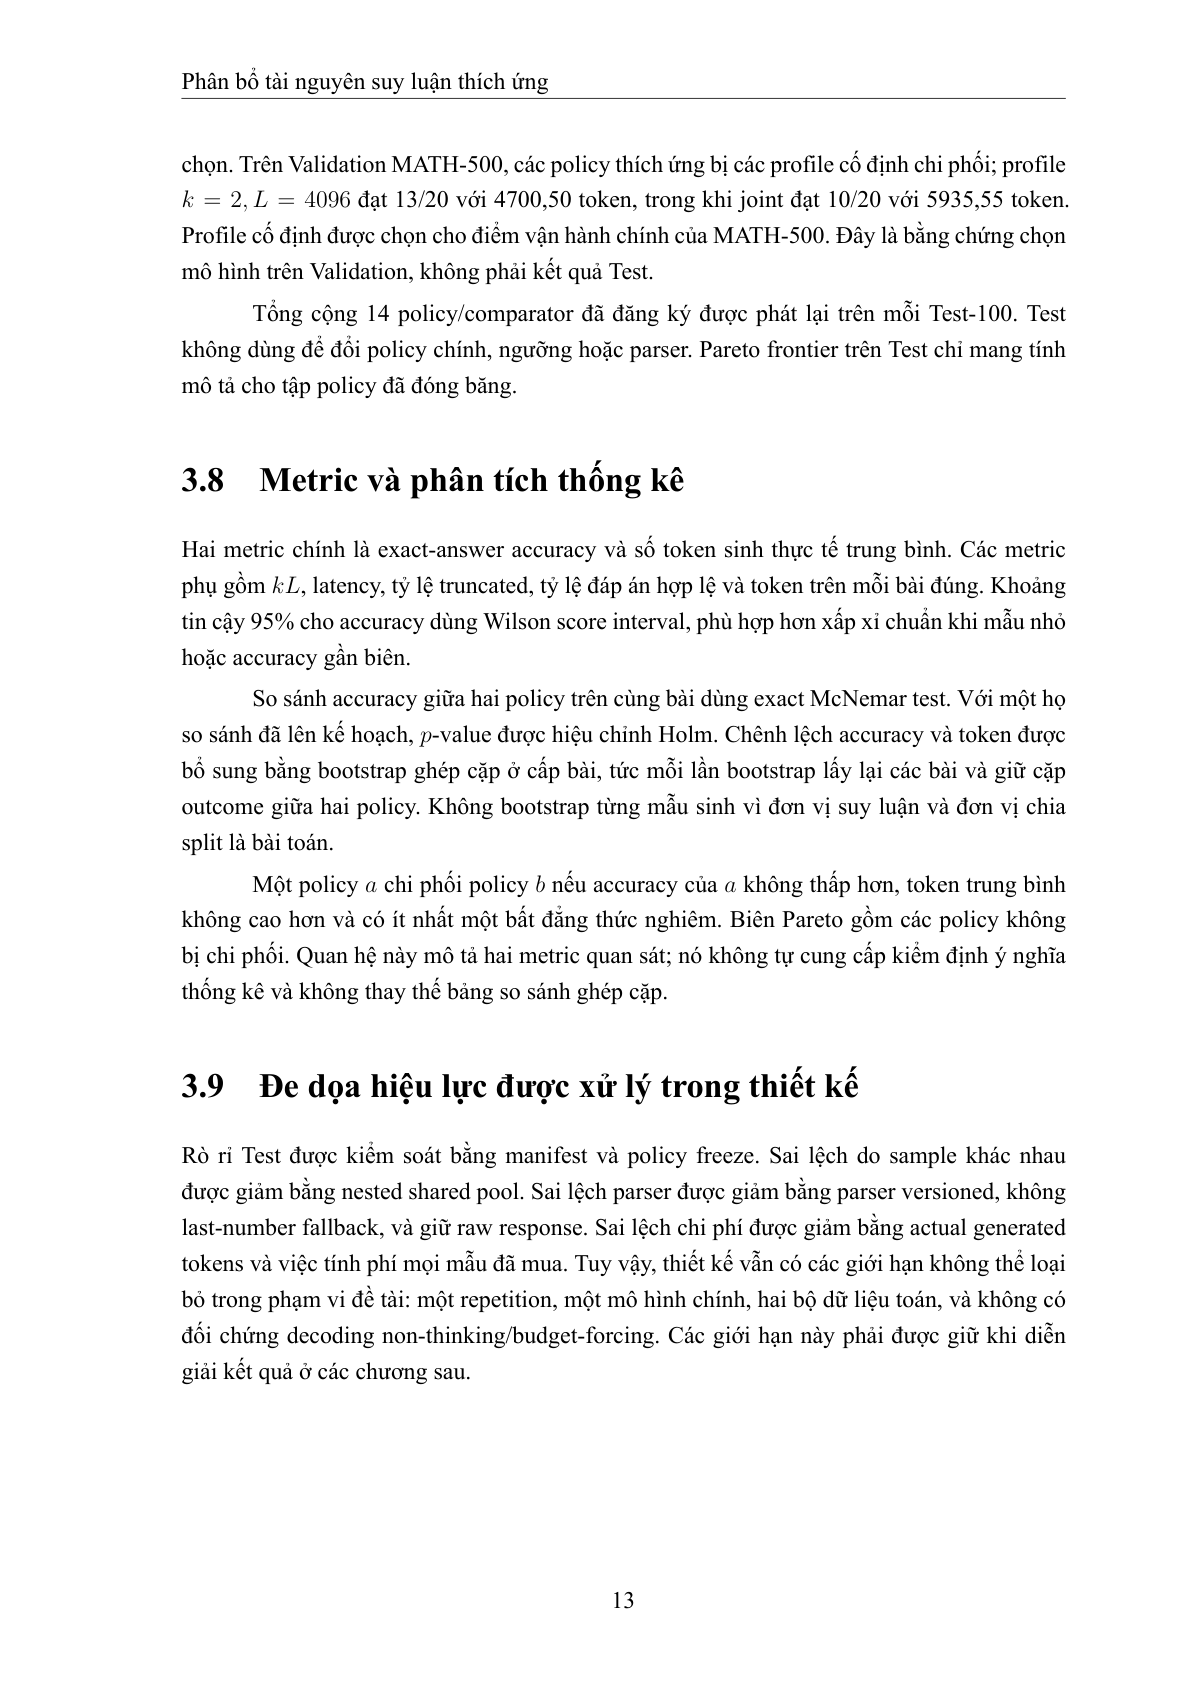 Phân bổ tài nguyên suy luận thích ứng
chọn. Trên Validation MATH-500, các policy thích ứng bị các profile cố định chi phối; profile
k = 2, L = 4096 đạt 13/20 với 4700,50 token, trong khi joint đạt 10/20 với 5935,55 token.
Profile cố định được chọn cho điểm vận hành chính của MATH-500. Đây là bằng chứng chọn
mô hình trên Validation, không phải kết quả Test.
Tổng cộng 14 policy/comparator đã đăng ký được phát lại trên mỗi Test-100. Test
không dùng để đổi policy chính, ngưỡng hoặc parser. Pareto frontier trên Test chỉ mang tính
mô tả cho tập policy đã đóng băng.
3.8 Metric và phân tích thống kê
Hai metric chính là exact-answer accuracy và số token sinh thực tế trung bình. Các metric
phụ gồm kL, latency, tỷ lệ truncated, tỷ lệ đáp án hợp lệ và token trên mỗi bài đúng. Khoảng
tin cậy 95% cho accuracy dùng Wilson score interval, phù hợp hơn xấp xỉ chuẩn khi mẫu nhỏ
hoặc accuracy gần biên.
So sánh accuracy giữa hai policy trên cùng bài dùng exact McNemar test. Với một họ
so sánh đã lên kế hoạch, p-value được hiệu chỉnh Holm. Chênh lệch accuracy và token được
bổ sung bằng bootstrap ghép cặp ở cấp bài, tức mỗi lần bootstrap lấy lại các bài và giữ cặp
outcome giữa hai policy. Không bootstrap từng mẫu sinh vì đơn vị suy luận và đơn vị chia
split là bài toán.
Một policy a chi phối policy b nếu accuracy của a không thấp hơn, token trung bình
không cao hơn và có ít nhất một bất đẳng thức nghiêm. Biên Pareto gồm các policy không
bị chi phối. Quan hệ này mô tả hai metric quan sát; nó không tự cung cấp kiểm định ý nghĩa
thống kê và không thay thế bảng so sánh ghép cặp.
3.9 Đe dọa hiệu lực được xử lý trong thiết kế
Rò rỉ Test được kiểm soát bằng manifest và policy freeze. Sai lệch do sample khác nhau
được giảm bằng nested shared pool. Sai lệch parser được giảm bằng parser versioned, không
last-number fallback, và giữ raw response. Sai lệch chi phí được giảm bằng actual generated
tokens và việc tính phí mọi mẫu đã mua. Tuy vậy, thiết kế vẫn có các giới hạn không thể loại
bỏ trong phạm vi đề tài: một repetition, một mô hình chính, hai bộ dữ liệu toán, và không có
đối chứng decoding non-thinking/budget-forcing. Các giới hạn này phải được giữ khi diễn
giải kết quả ở các chương sau.
13